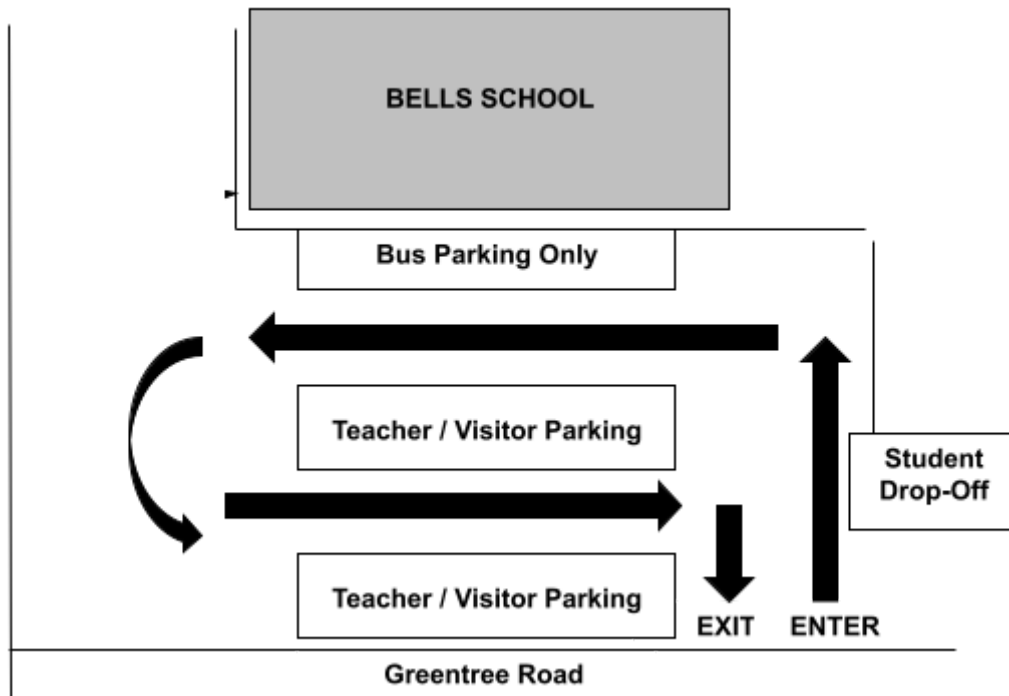 BELLS SCHOOL
Bus Parking Only
Teacher / Visitor Parking
Student
Drop-Off
Teacher / Visitor Parking
EXIT
ENTER
Greentree Road